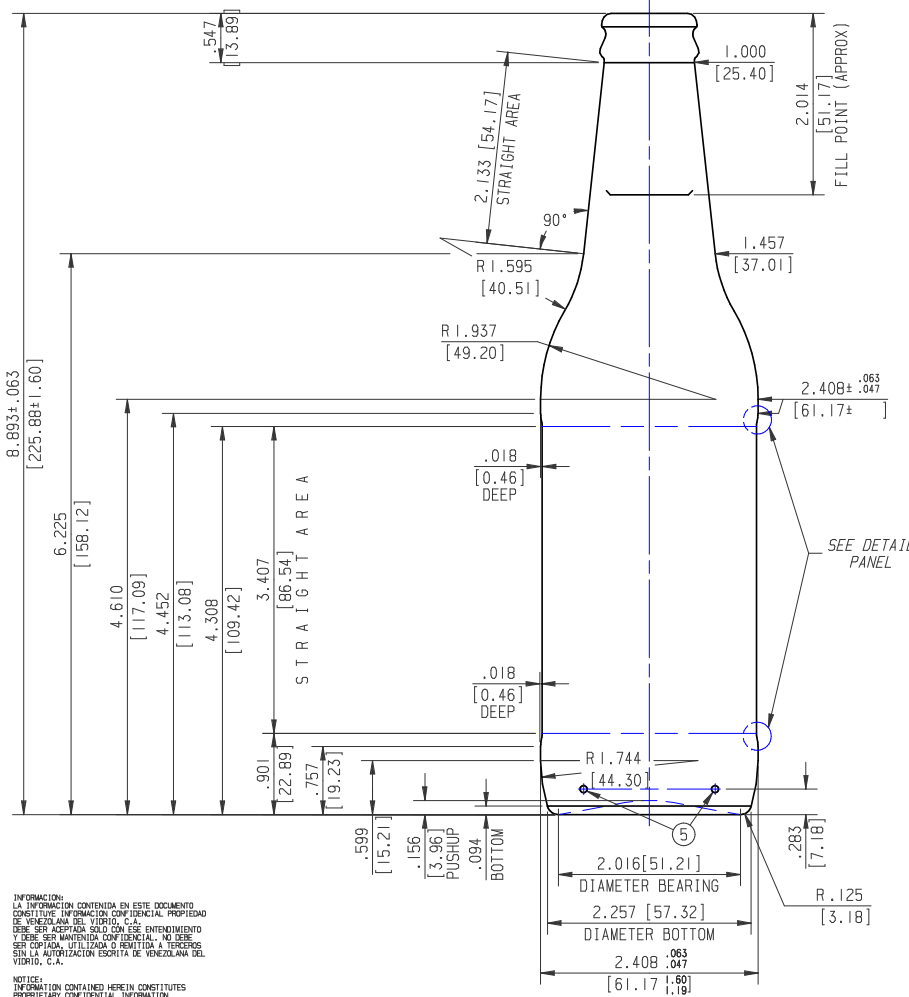 .547
[13.89]
1.000
[25.40]
2.014
[51.17]
FILL POINT (APPROX)
2.133 [54.17]
STRAIGHT AREA
90°
R1.595
[40.51]
1.457
[37.01]
R1.937
[49.20]
8.893±.063
[225.88±1.60]
2.408± .063
.047
[61.17± ]
6.225
[158.12]
4.610
[117.09]
4.452
[113.08]
4.308
[109.42]
3.407
[86.54]
STRAIGHT AREA
.018
[0.46]
DEEP
SEE DETAIL
PANEL
.018
[0.46]
DEEP
.901
[22.89]
.757
[19.23]
.599
[15.21]
.156
[3.96]
PUSHUP
.094
BOTTOM
R1.744
[44.30]
5
.283
[7.18]
2.016[51.21]
DIAMETER BEARING
R.125
[3.18]
2.257 [57.32]
DIAMETER BOTTOM
2.408 .063
.047
[61.17 1.60
1.19]
INFORMACION:
LA INFORMACION CONTENIDA EN ESTE DOCUMENTO
CONSTITUYE INFORMACION CONFIDENCIAL PROPIEDAD
DE VENEZOLANA DEL VIDRIO, C.A.
DEBE SER ACEPTADA SOLO CON ESE ENTENDIMIENTO
Y DEBE SER MANTENIDA CONFIDENCIAL. NO DEBE
SER COPIADA, UTILIZADA O REMITIDA A TERCEROS
SIN LA AUTORIZACION ESCRITA DE VENEZOLANA DEL
VIDRIO, C.A.
NOTICE:
INFORMATION CONTAINED HEREIN CONSTITUTES
PROPRIETARY CONFIDENTIAL INFORMATION